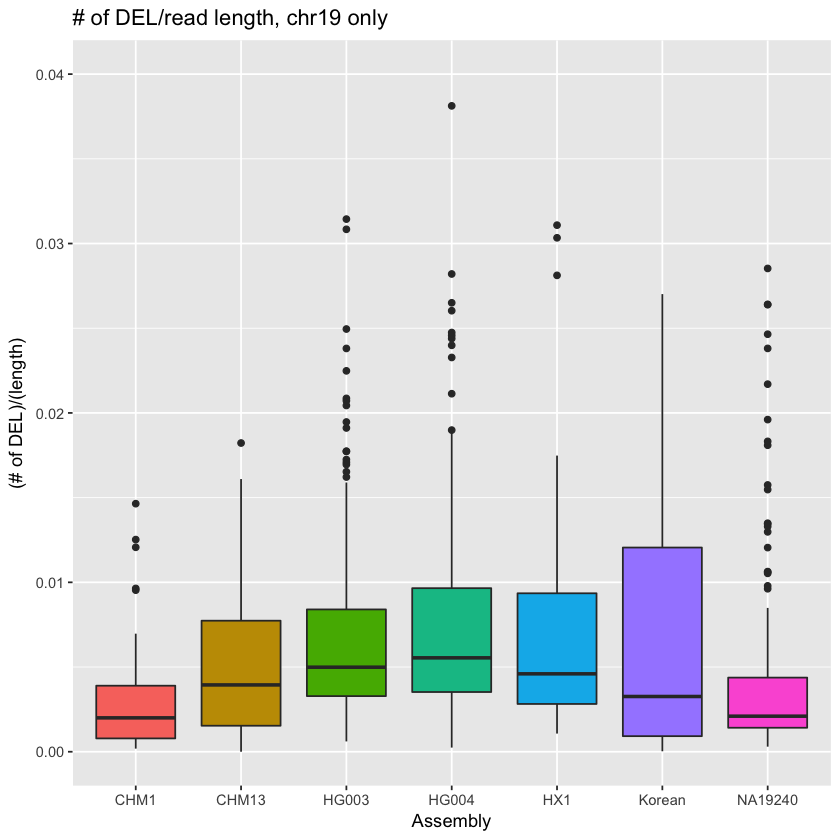 # of DEL/read length, chr19 only
(# of DEL)/(length)
0.04
0.03
0.02
0.01
0.00
CHM1 CHM13 HG003 HG004 HX1 Korean NA19240
Assembly